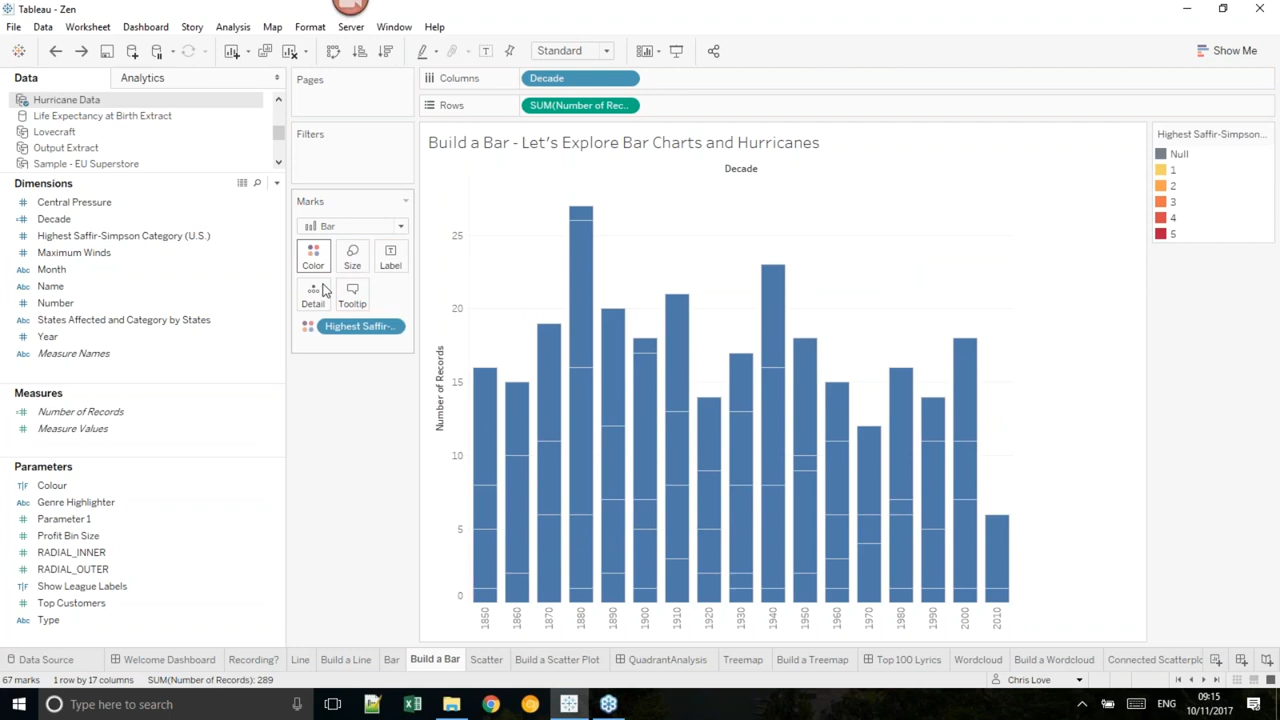 Tableau - Zen
File Data Worksheet Dashboard Story Analysis Map Format Server Window Help
Standard
Show Me
Data Analytics
Hurricane Data
Life Expectancy at Birth Extract
Lovecraft
Output Extract
Sample - EU Superstore
Dimensions
Central Pressure
Decade
Highest Saffir-Simpson Category (U.S.)
Maximum Winds
Abc Month
Abc Name
Number
Abc States Affected and Category by States
Year
Abc Measure Names
Measures
Number of Records
Measure Values
Parameters
T|F Colour
Abc Genre Highlighter
Parameter 1
Profit Bin Size
RADIAL_INNER
RADIAL_OUTER
T|F Show League Labels
Top Customers
Abc Type
Pages
Filters
Marks
Bar
Color Size Label
Detail Tooltip
Highest Saffir-..
Columns Decade
Rows SUM(Number of Rec..
Build a Bar - Let's Explore Bar Charts and Hurricanes
Decade
Number of Records
25
20
15
10
5
0
1850 1860 1870 1880 1890 1900 1910 1920 1930 1940 1950 1960 1970 1980 1990 2000 2010
Highest Saffir-Simpson...
Null
1
2
3
4
5
Data Source Welcome Dashboard Recording? Line Build a Line Bar Build a Bar Scatter Build a Scatter Plot QuadrantAnalysis Treemap Build a Treemap Top 100 Lyrics Wordcloud Build a Wordcloud Connected Scatterplc
67 marks 1 row by 17 columns SUM(Number of Records): 289 Chris Love
Type here to search
ENG
09:15
10/11/2017